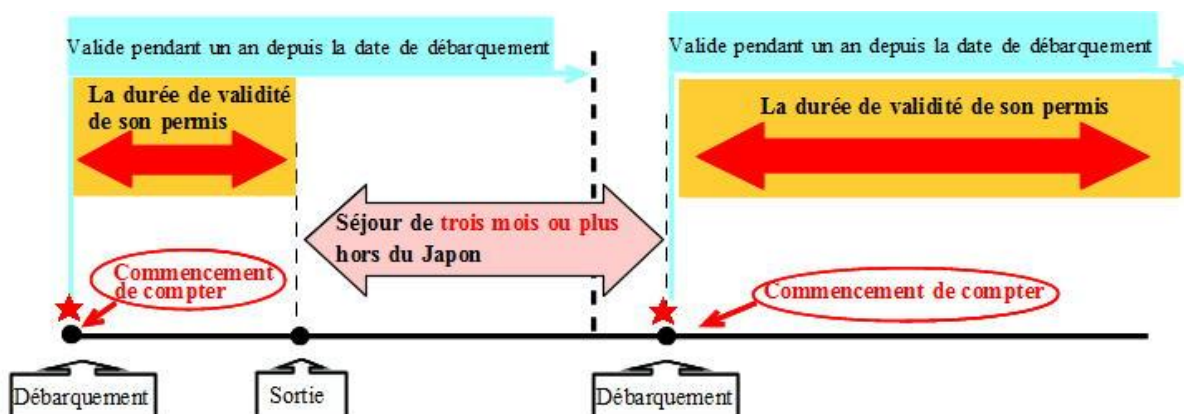 Valide pendant un an depuis la date de débarquement
La durée de validité
de son permis
Séjour de trois mois ou plus
hors du Japon
Valide pendant un an depuis la date de débarquement
La durée de validité de son permis
Commencement
de compter
Commencement de compter
Débarquement
Sortie
Débarquement